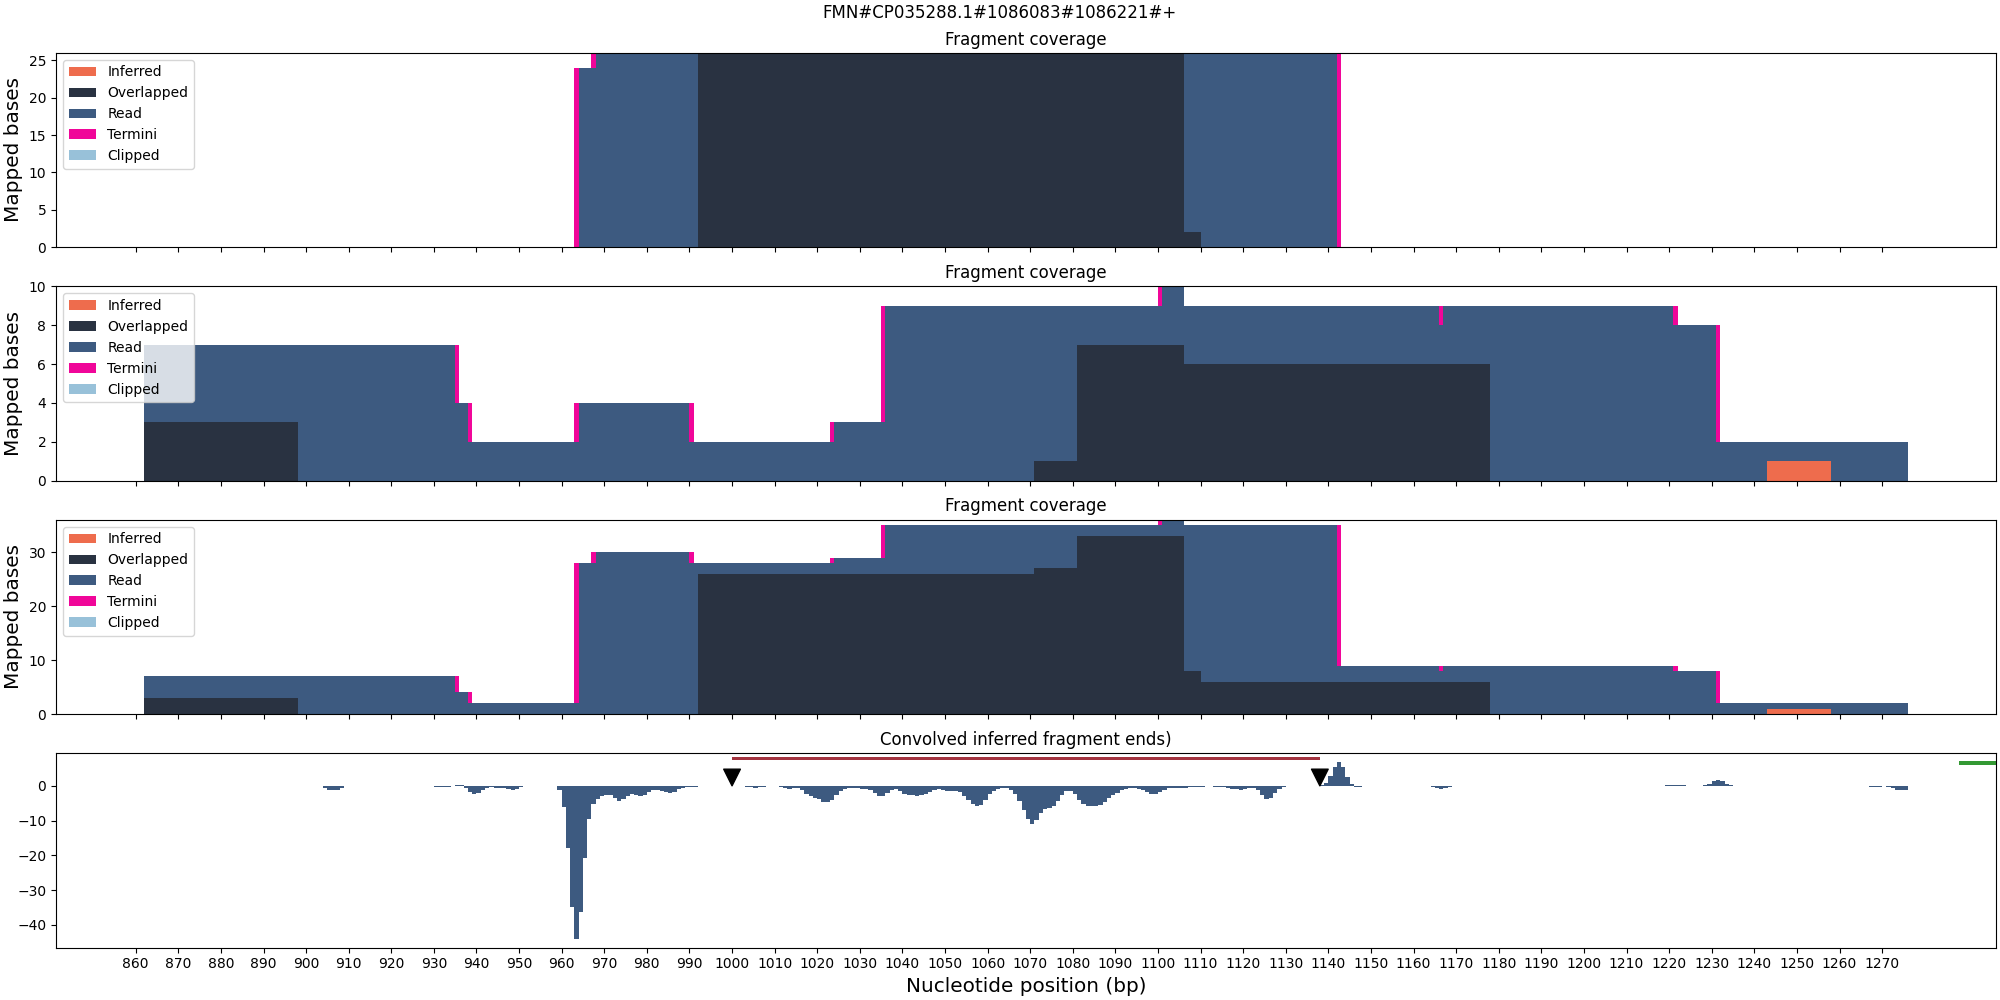 FMN#CP035288.1#1086083#1086221#+
Fragment coverage
Mapped bases
25
20
15
10
5
0
Inferred
Overlapped
Read
Termini
Clipped
Fragment coverage
Mapped bases
10
8
6
4
2
0
Inferred
Overlapped
Read
Termini
Clipped
Fragment coverage
Mapped bases
30
20
10
0
Inferred
Overlapped
Read
Termini
Clipped
Convolved inferred fragment ends)
0
−10
−20
−30
−40
860 870 880 890 900 910 920 930 940 950 960 970 980 990 1000 1010 1020 1030 1040 1050 1060 1070 1080 1090 1100 1110 1120 1130 1140 1150 1160 1170 1180 1190 1200 1210 1220 1230 1240 1250 1260 1270
Nucleotide position (bp)